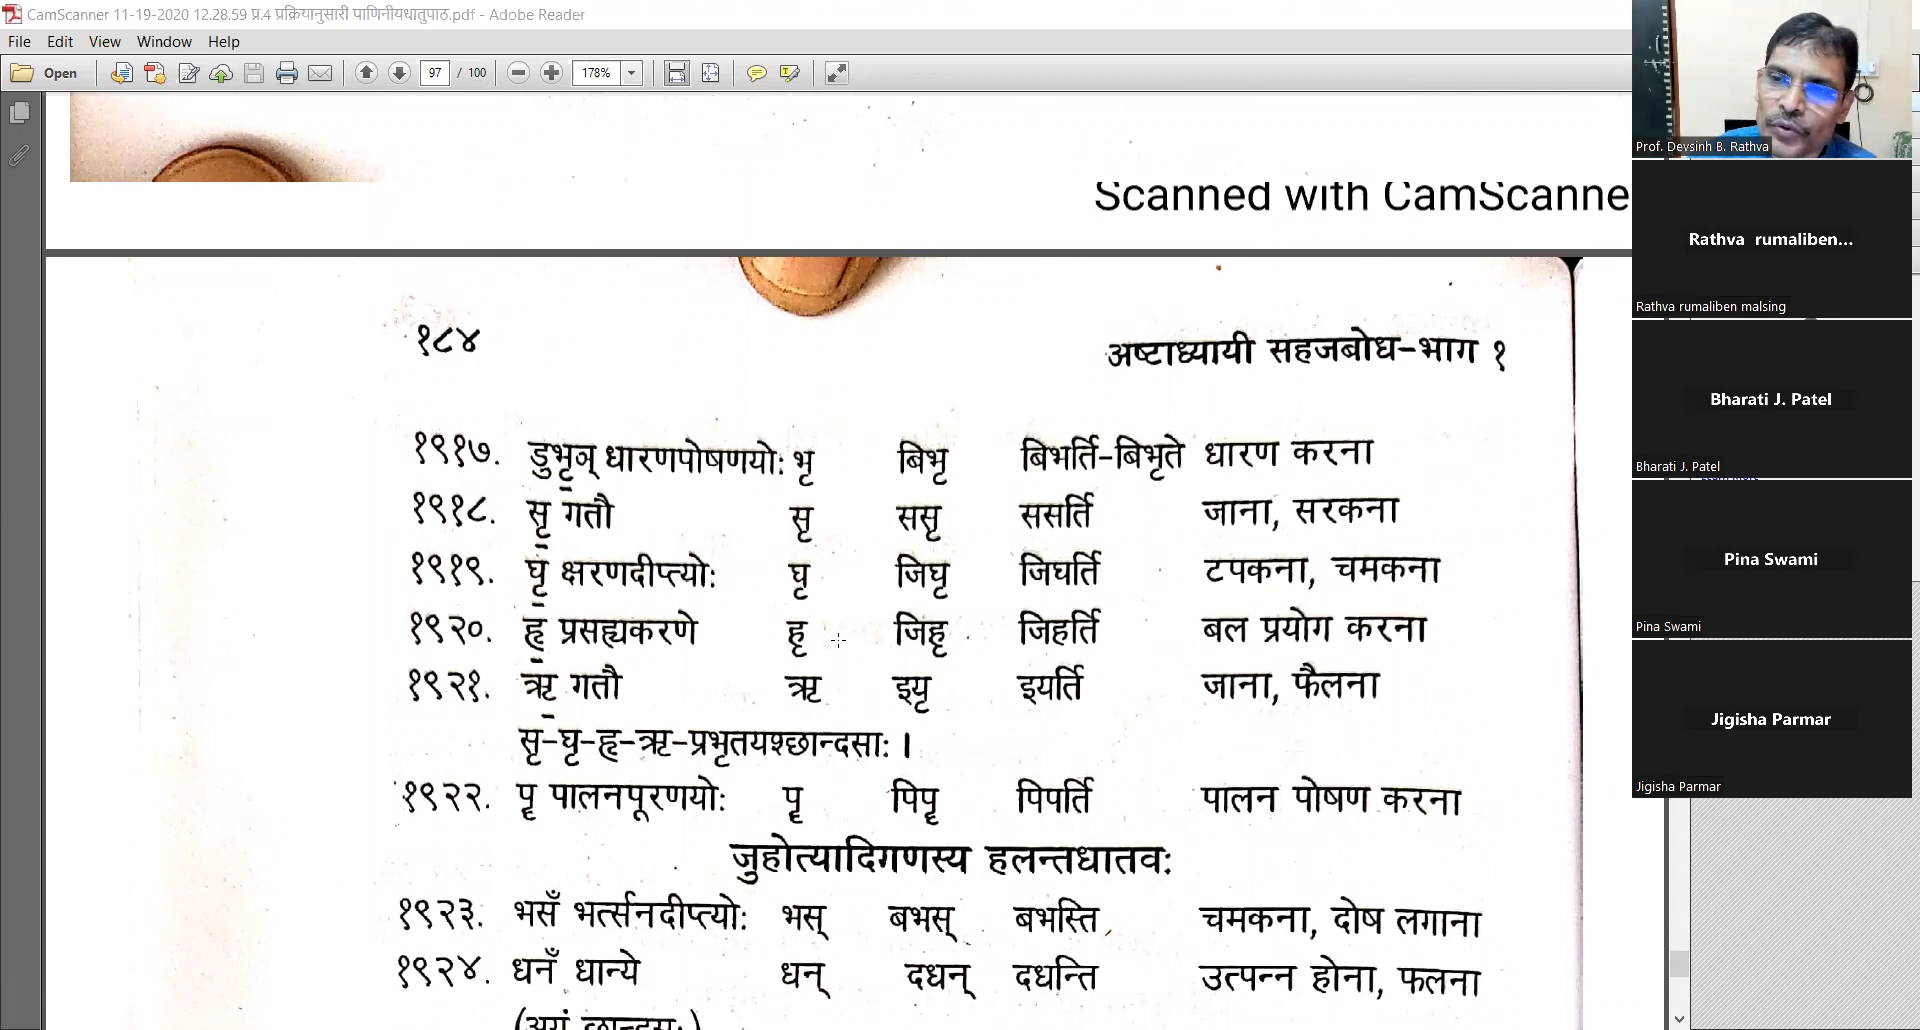 CamScanner 11-19-2020 12.28.59 प्र.4 प्रक्रियानुसारी पाणिनीयधातुपाठ.pdf - Adobe Reader
File Edit View Window Help
Open 97 / 100 178%
Scanned with CamScanne
१८४ अष्टाध्यायी सहजबोध-भाग १
१९१७. डुभृञ् धारणपोषणयो: भृ बिभृ बिभर्ति-बिभृते धारण करना
१९१८. सृ गतौ सृ ससृ ससर्ति जाना, सरकना
१९१९. घृ क्षरणदीप्त्यो: घृ जिघृ जिघर्ति टपकना, चमकना
१९२०. हृ प्रसह्यकरणे हृ जिहृ जिहर्ति बल प्रयोग करना
१९२१. ऋ गतौ ऋ इयृ इयर्ति जाना, फैलना
सृ-घृ-हृ-ऋ-प्रभृतयश्छान्दसा: ।
१९२२. पॄ पालनपूरणयो: पॄ पिपॄ पिपर्ति पालन पोषण करना
जुहोत्यादिगणस्य हलन्तधातव:
१९२३. भसँ भर्त्सनदीप्त्यो: भस् बभस् बभस्ति चमकना, दोष लगाना
१९२४. धनँ धान्ये धन् दधन् दधन्ति उत्पन्न होना, फलना
Prof. Devsinh B. Rathva
Rathva rumaliben...
Rathva rumaliben malsing
Bharati J. Patel
Bharati J. Patel
Pina Swami
Pina Swami
Jigisha Parmar
Jigisha Parmar